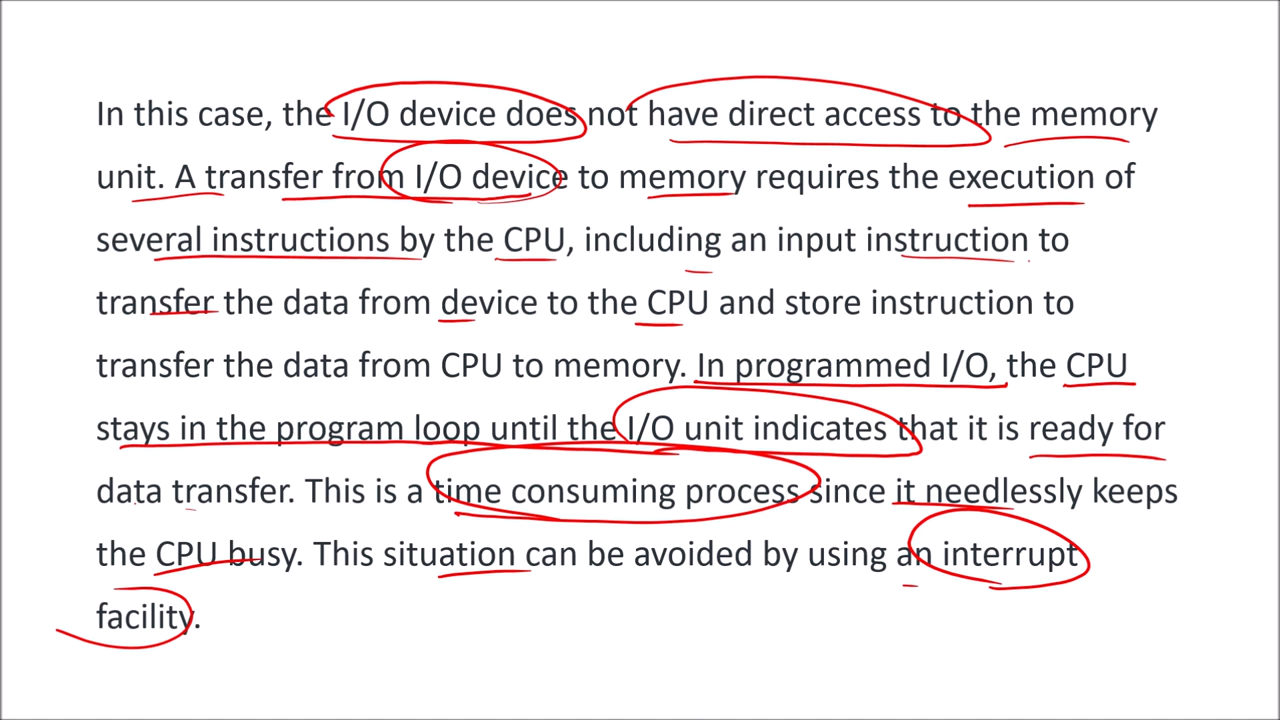 In this case, the I/O device does not have direct access to the memory
unit. A transfer from I/O device to memory requires the execution of
several instructions by the CPU, including an input instruction to
transfer the data from device to the CPU and store instruction to
transfer the data from CPU to memory. In programmed I/O, the CPU
stays in the program loop until the I/O unit indicates that it is ready for
data transfer. This is a time consuming process since it needlessly keeps
the CPU busy. This situation can be avoided by using an interrupt
facility.